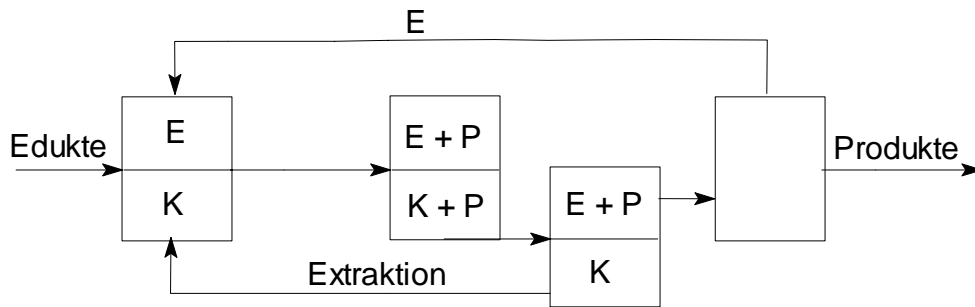 E
Edukte
E
K
E + P
K + P
E + P
K
Produkte
Extraktion